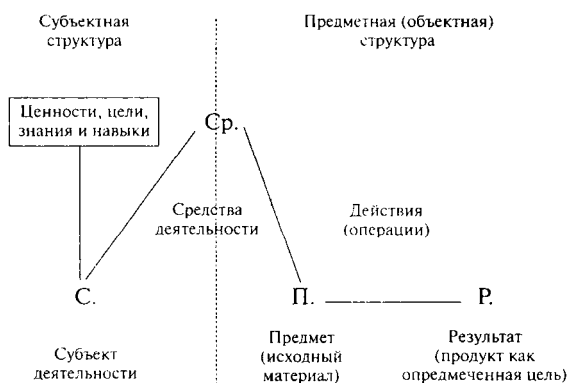 Субъектная
структура
Предметная (объектная)
структура
Ценности, цели,
знания и навыки
Ср.
Средства
деятельности
Действия
(операции)
С.
П.
Р.
Субъект
деятельности
Предмет
(исходный
материал)
Результат
(продукт как
опредмеченная цель)